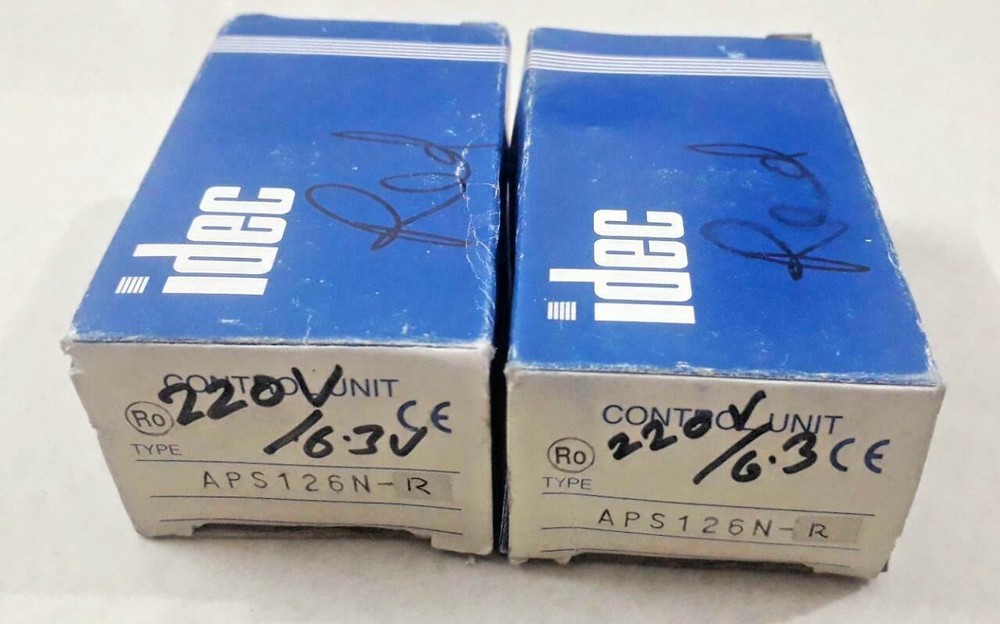 idec
Red
CONTROL UNIT
220V
/6.3V
Ro
CE
TYPE
APS126N-R
idec
Red
CONTROL UNIT
220V
/6.3
Ro
CE
TYPE
APS126N-R